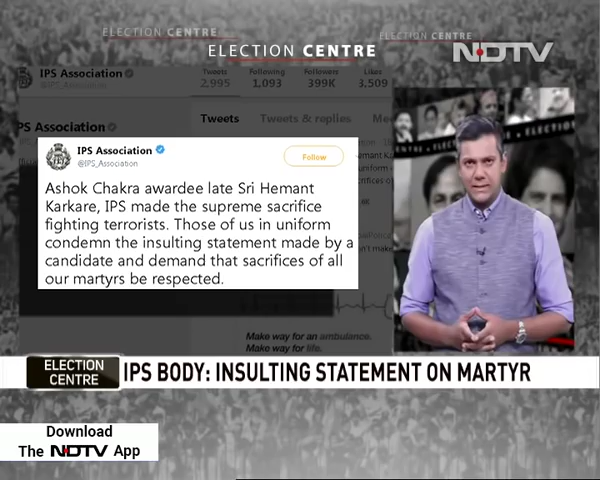 ELECTION CENTRE
ELECTION CENTRE
ELECTION CENTRE
NDTV
IPS Association
@IPS_Association
Tweets Following Followers Likes
2,995 1,093 399K 3,509
PS Association
Tweets Tweets & replies Me
IPS Association
@IPS_Association
Follow
Ashok Chakra awardee late Sri Hemant
Karkare, IPS made the supreme sacrifice
fighting terrorists. Those of us in uniform
condemn the insulting statement made by a
candidate and demand that sacrifices of all
our martyrs be respected.
Make way for an ambulance.
Make way for life.
ELECTION
CENTRE
IPS BODY: INSULTING STATEMENT ON MARTYR
Download
The NDTV App